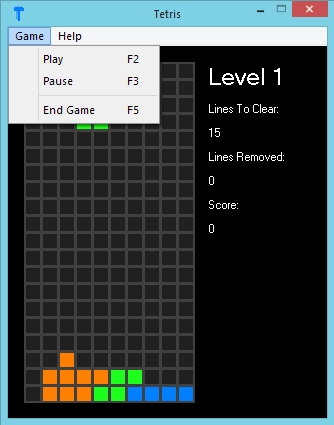 Tetris
Game Help
Play F2
Pause F3
End Game F5
Level 1
Lines To Clear:
15
Lines Removed:
0
Score:
0